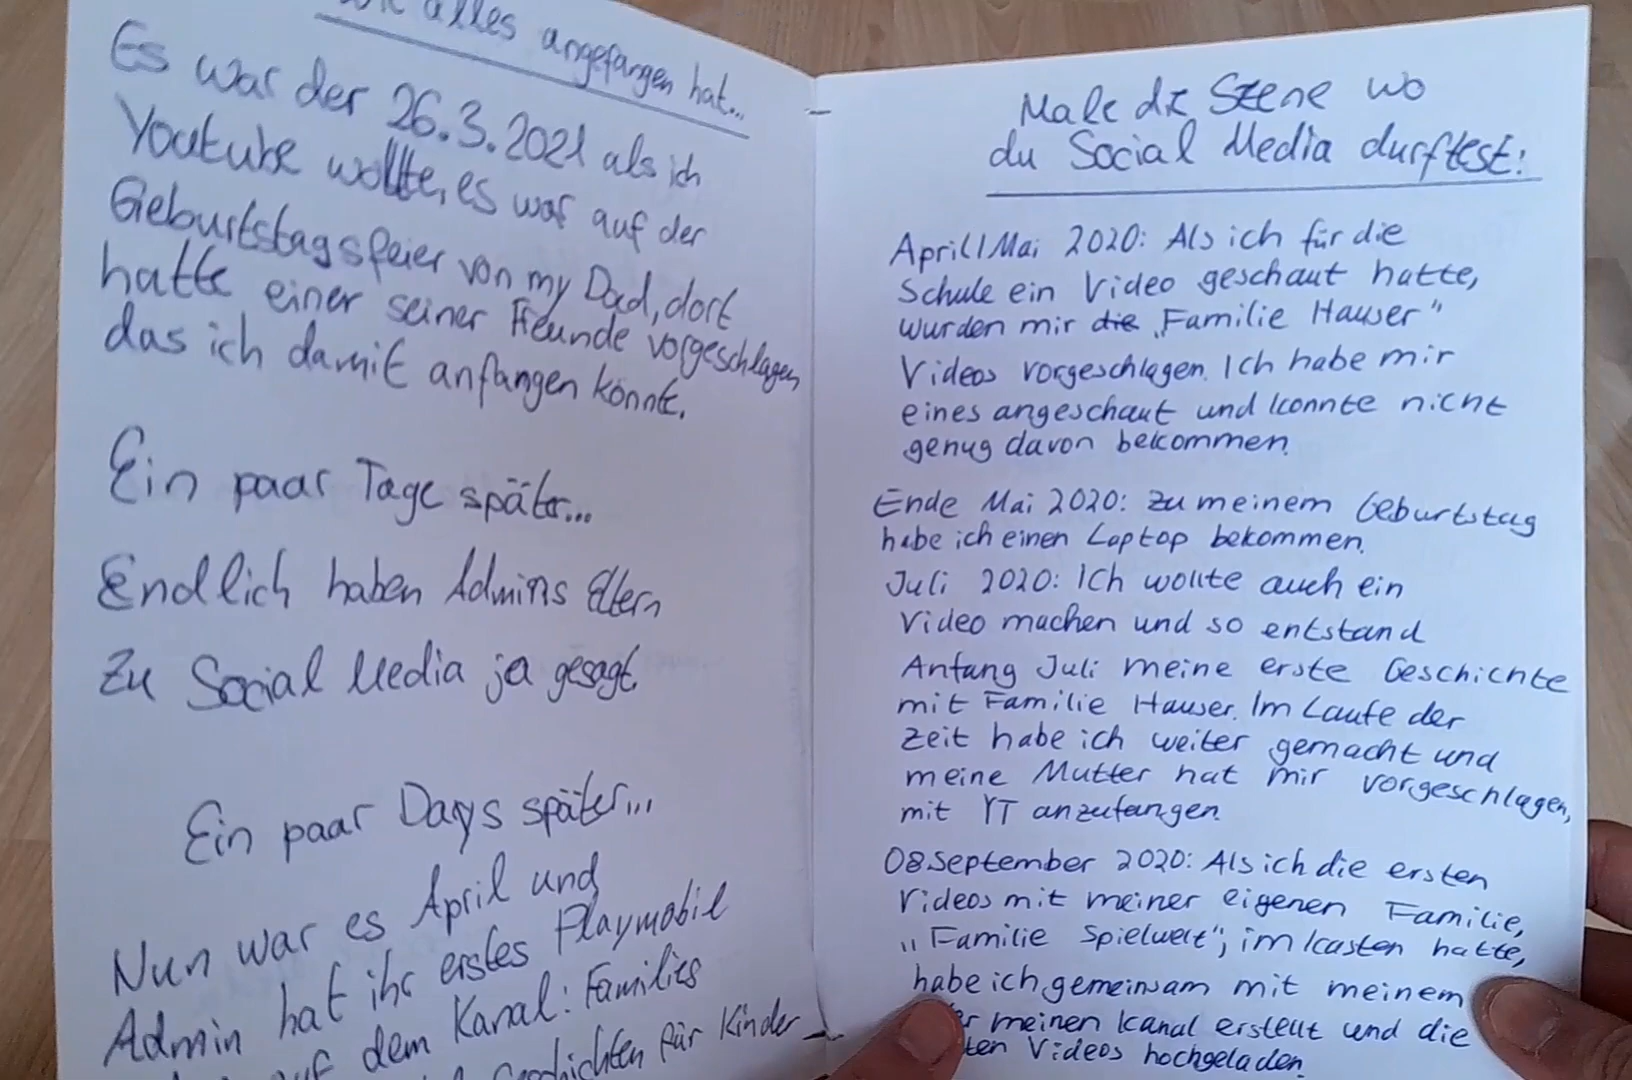 alles angefangen hat...
Es war der 26.3.2021 als ich
Youtube wollte, es war auf der
Geburtstagsfeier von my Dad, dort
hatte einer seiner Freunde vorgeschlagen,
das ich damit anfangen könnte.
Ein paar Tage später...
Endlich haben Admins Eltern
Zu Social Media ja gesagt.
Ein paar Days später...
Nun war es April und
Admin hat ihr erstes Playmobil
auf dem Kanal: Families
Geschichten für Kinder
Male die Szene wo
du Social Media durftest:
April/Mai 2020: Als ich für die
Schule ein Video geschaut hatte,
wurden mir die „Familie Hauser"
Videos vorgeschlagen. Ich habe mir
eines angeschaut und konnte nicht
genug davon bekommen.
Ende Mai 2020: Zu meinem Geburtstag
habe ich einen Laptop bekommen.
Juli 2020: Ich wollte auch ein
Video machen und so entstand
Anfang Juli meine erste Geschichte
mit Familie Hauser. Im Laufe der
Zeit habe ich weiter gemacht und
meine Mutter hat mir vorgeschlagen,
mit YT anzufangen.
08 September 2020: Als ich die ersten
Videos mit meiner eigenen Familie,
„Familie Spielwelt", im Kasten hatte,
habe ich gemeinsam mit meinem
meinen Kanal erstellt und die
Videos hochgeladen.